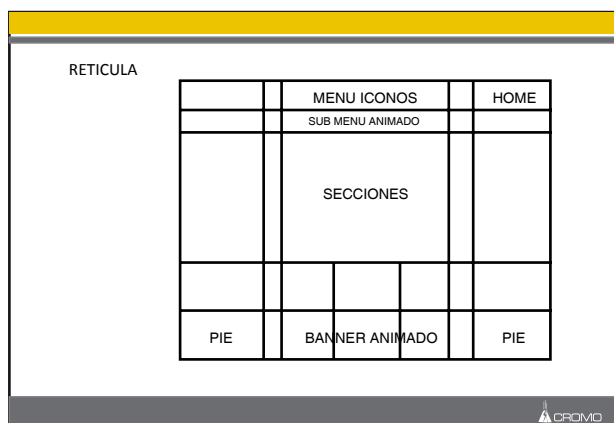 RETICULA
MENU ICONOS HOME
SUB MENU ANIMADO
SECCIONES
PIE BANNER ANIMADO PIE
CROMO